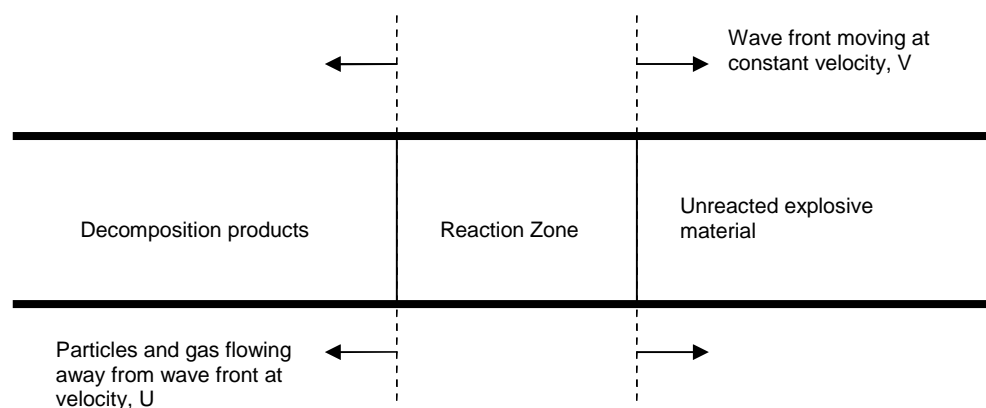 Wave front moving at
constant velocity, V
Decomposition products
Reaction Zone
Unreacted explosive
material
Particles and gas flowing
away from wave front at
velocity, U